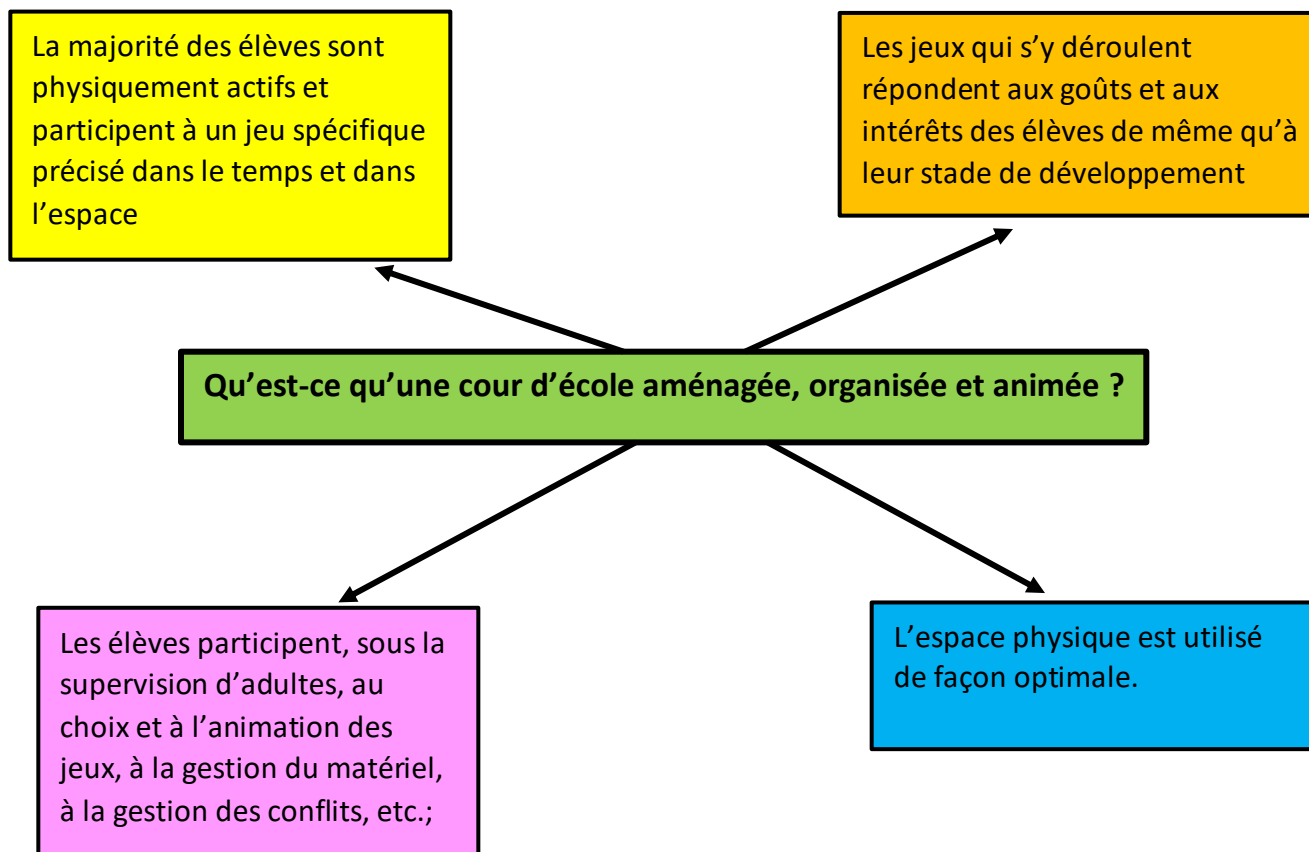 La majorité des élèves sont
physiquement actifs et
participent à un jeu spécifique
précisé dans le temps et dans
l’espace
Les jeux qui s’y déroulent
répondent aux goûts et aux
intérêts des élèves de même qu’à
leur stade de développement
Qu’est-ce qu’une cour d’école aménagée, organisée et animée ?
Les élèves participent, sous la
supervision d’adultes, au
choix et à l’animation des
jeux, à la gestion du matériel,
à la gestion des conflits, etc.;
L’espace physique est utilisé
de façon optimale.